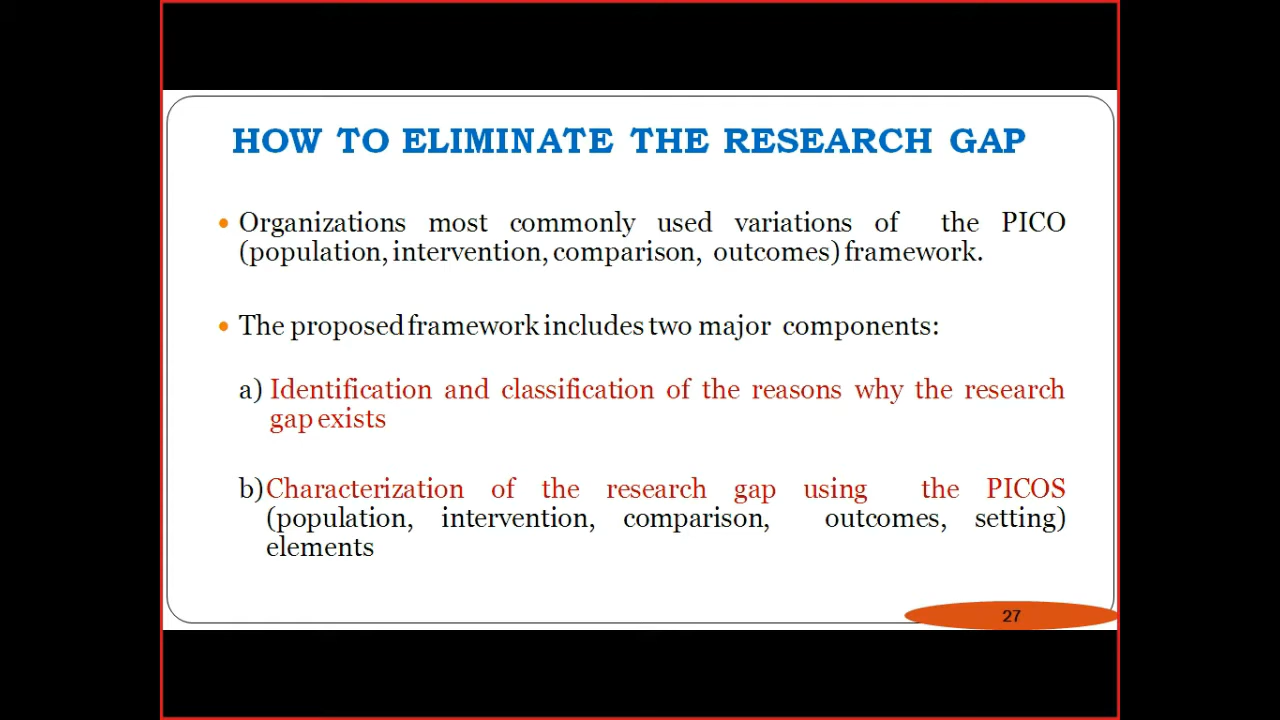 HOW TO ELIMINATE THE RESEARCH GAP
• Organizations most commonly used variations of the PICO
(population, intervention, comparison, outcomes) framework.
• The proposed framework includes two major components:
a) Identification and classification of the reasons why the research
gap exists
b) Characterization of the research gap using the PICOS
(population, intervention, comparison, outcomes, setting)
elements
27